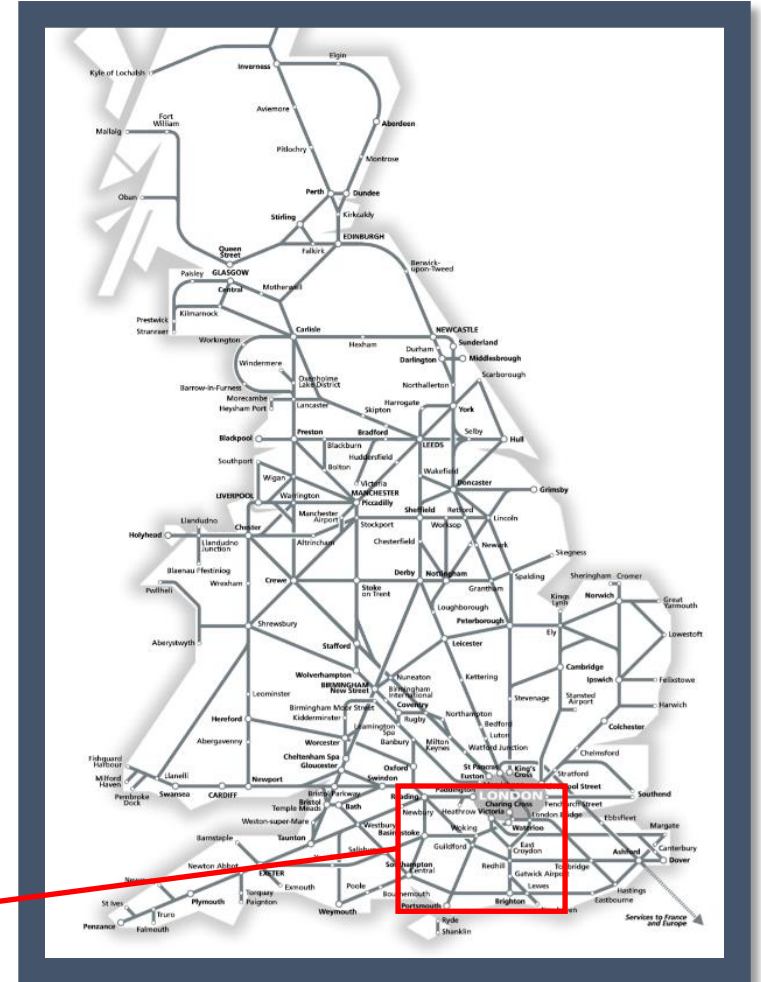 Elgin
Inverness
Kyle of Lochalsh
Aviemore
Fort
William
Mallaig
Aberdeen
Pitlochry
Montrose
Perth
Dundee
Oban
Stirling
Kirkcaldy
EDINBURGH
Queen
Street
Falkirk
Berwick-
upon-Tweed
Paisley
GLASGOW
Central
Motherwell
Prestwick
Kilmarnock
Stranraer
Carlisle
NEWCASTLE
Workington
Hexham
Sunderland
Durham
Darlington
Middlesbrough
Windermere
Scarborough
Oxenholme
Lake District
Barrow-in-Furness
Northallerton
Morecambe
Heysham Port
Lancaster
Harrogate
Skipton
York
Blackpool
Preston
Bradford
LEEDS
Selby
Hull
Blackburn
Huddersfield
Southport
Bolton
Wakefield
Wigan
Victoria
Doncaster
LIVERPOOL
Warrington
MANCHESTER
Piccadilly
Grimsby
Manchester
Airport
Sheffield
Retford
Llandudno
Stockport
Worksop
Lincoln
Holyhead
Chester
Llandudno
Junction
Altrincham
Chesterfield
Newark
Skegness
Blaenau Ffestiniog
Wrexham
Crewe
Stoke
on Trent
Derby
Nottingham
Grantham
Spalding
Sheringham
Cromer
Pwllheli
Kings
Lynn
Norwich
Great
Yarmouth
Loughborough
Shrewsbury
Peterborough
Ely
Lowestoft
Aberystwyth
Stafford
Leicester
Wolverhampton
Cambridge
BIRMINGHAM
New Street
Nuneaton
Birmingham
International
Kettering
Ipswich
Felixstowe
Leominster
Coventry
Stansted
Airport
Stevenage
Birmingham Moor Street
Kidderminster
Rugby
Northampton
Harwich
Hereford
Leamington
Spa
Bedford
Colchester
Abergavenny
Worcester
Banbury
Milton
Keynes
Luton
Cheltenham Spa
Watford Junction
Chelmsford
Fishguard
Harbour
Gloucester
Oxford
St Pancras
King's
Cross
Euston
Stratford
Milford
Haven
Llanelli
Newport
Swindon
Pembroke
Dock
Swansea
CARDIFF
Bristol Parkway
Paddington
Southend
Bristol
Temple Meads
Bath
Reading
LONDON
Charing Cross
Fenchurch Street
Newbury
Heathrow
Victoria
London Bridge
Ebbsfleet
Weston-super-Mare
Westbury
Waterloo
Margate
Barnstaple
Taunton
Woking
Canterbury
Guildford
East
Croydon
Tonbridge
Ashford
Dover
Newton Abbot
EXETER
Southampton
Central
Redhill
Gatwick Airport
Exmouth
Poole
Lewes
Hastings
St Ives
Torquay
Paignton
Bournemouth
Eastbourne
Plymouth
Truro
Weymouth
Portsmouth
Brighton
Penzance
Falmouth
Ryde
Shanklin
Services to France
and Europe